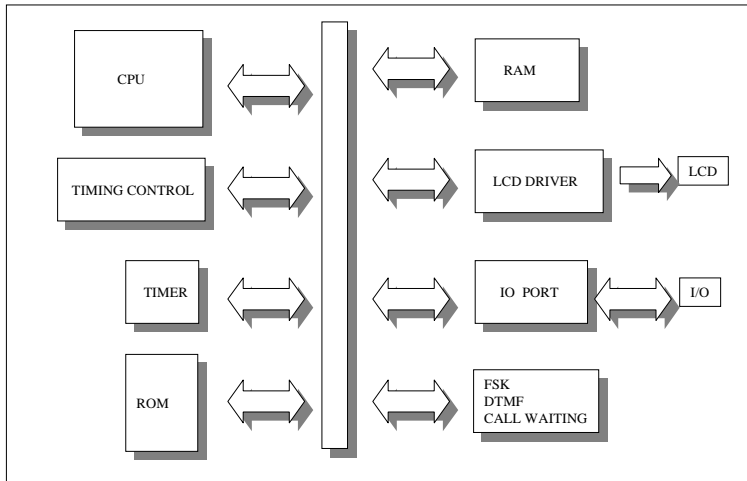 CPU
RAM
TIMING CONTROL
LCD DRIVER
LCD
TIMER
IO PORT
I/O
ROM
FSK
DTMF
CALL WAITING